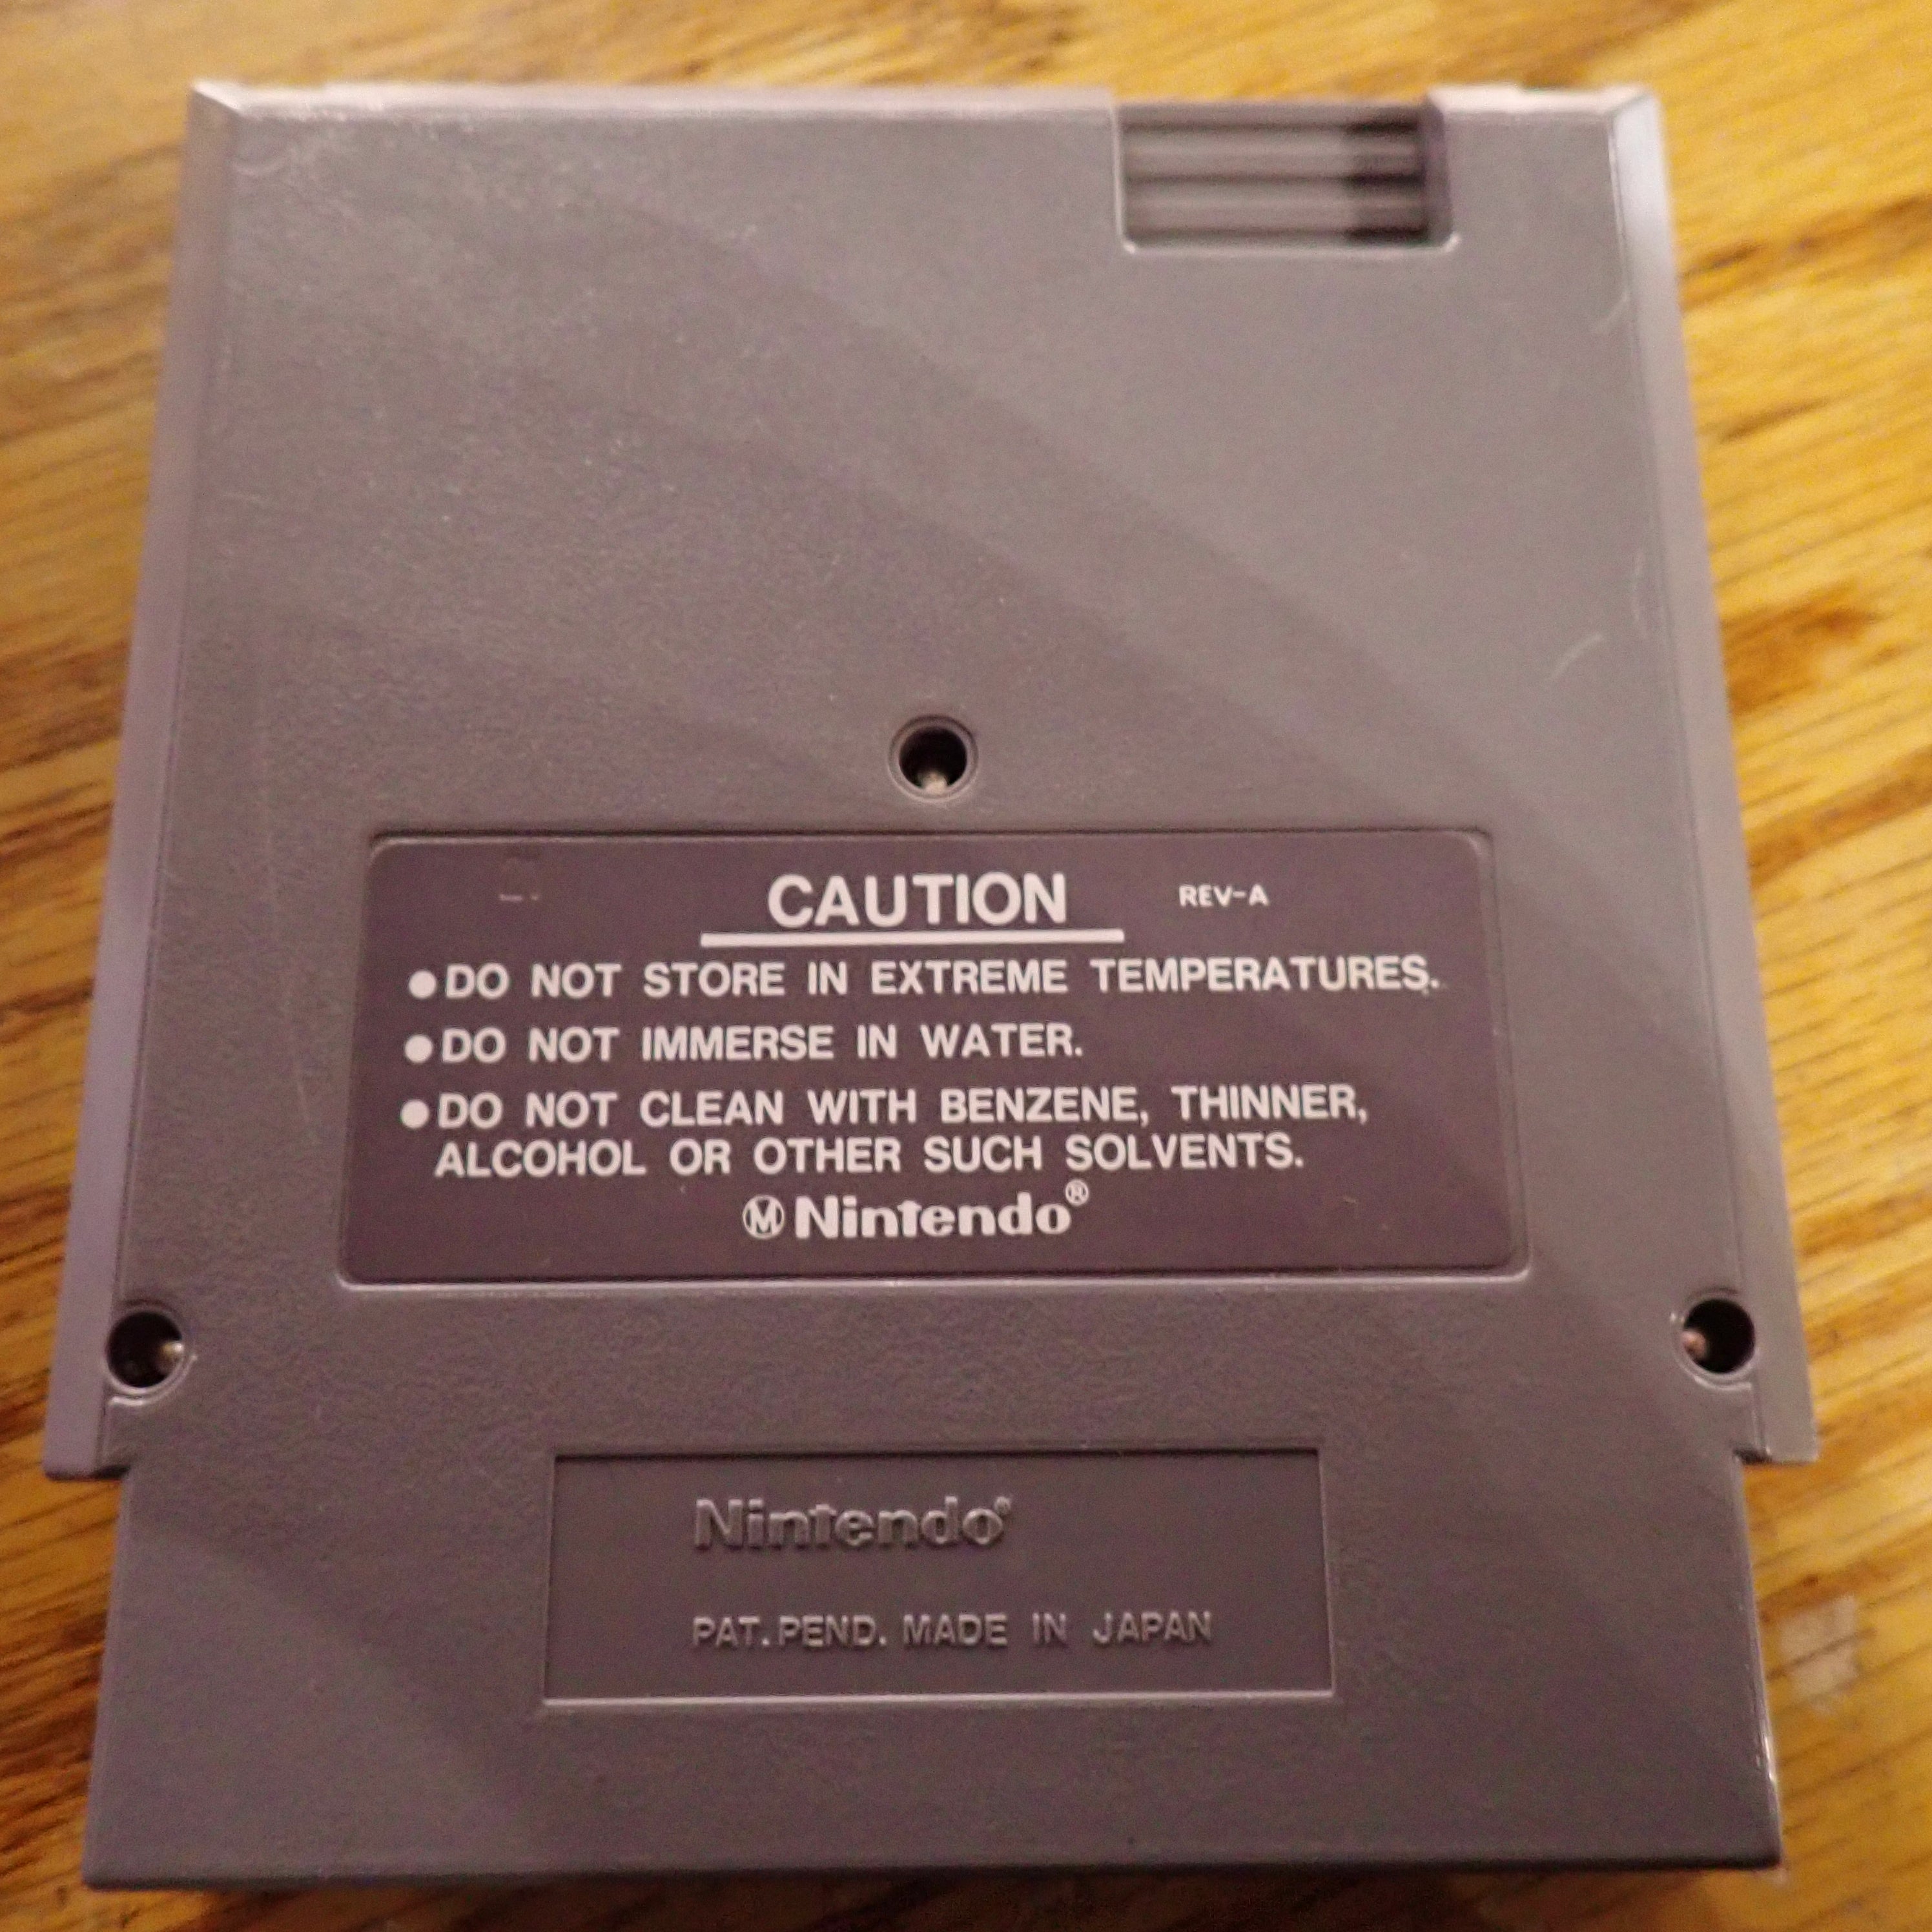 CAUTION REV-A
●DO NOT STORE IN EXTREME TEMPERATURES.
●DO NOT IMMERSE IN WATER.
●DO NOT CLEAN WITH BENZENE, THINNER,
ALCOHOL OR OTHER SUCH SOLVENTS.
Ⓜ Nintendo®
Nintendo®
PAT. PEND. MADE IN JAPAN